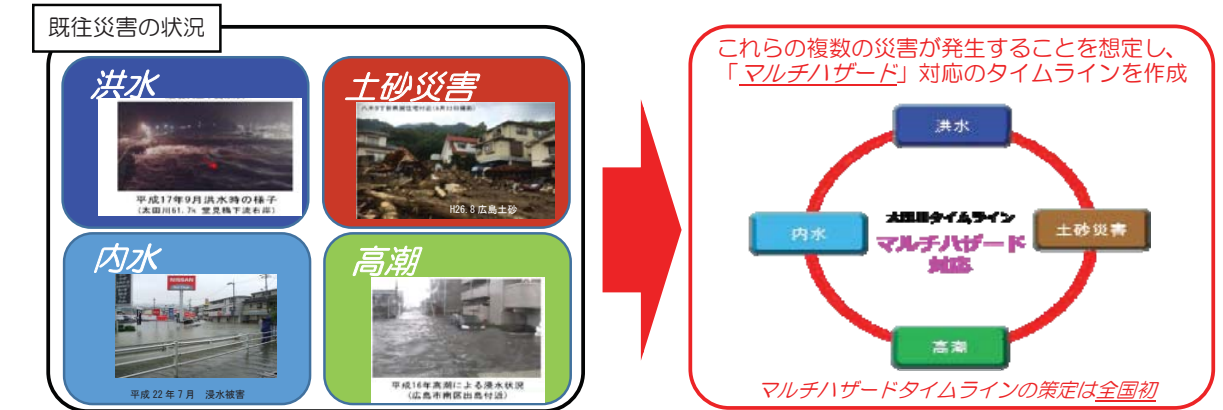 既往災害の状況
洪水
平成17年9月洪水時の様子
土砂災害
H26.8 広島土砂
内水
NISSAN
平成22年7月 浸水被害
高潮
平成16年高潮による浸水状況
(広島市南区出島付近)
これらの複数の災害が発生することを想定し、
「マルチハザード」対応のタイムラインを作成
洪水
内水
太田川タイムライン
マルチハザード
対応
土砂災害
高潮
マルチハザードタイムラインの策定は全国初